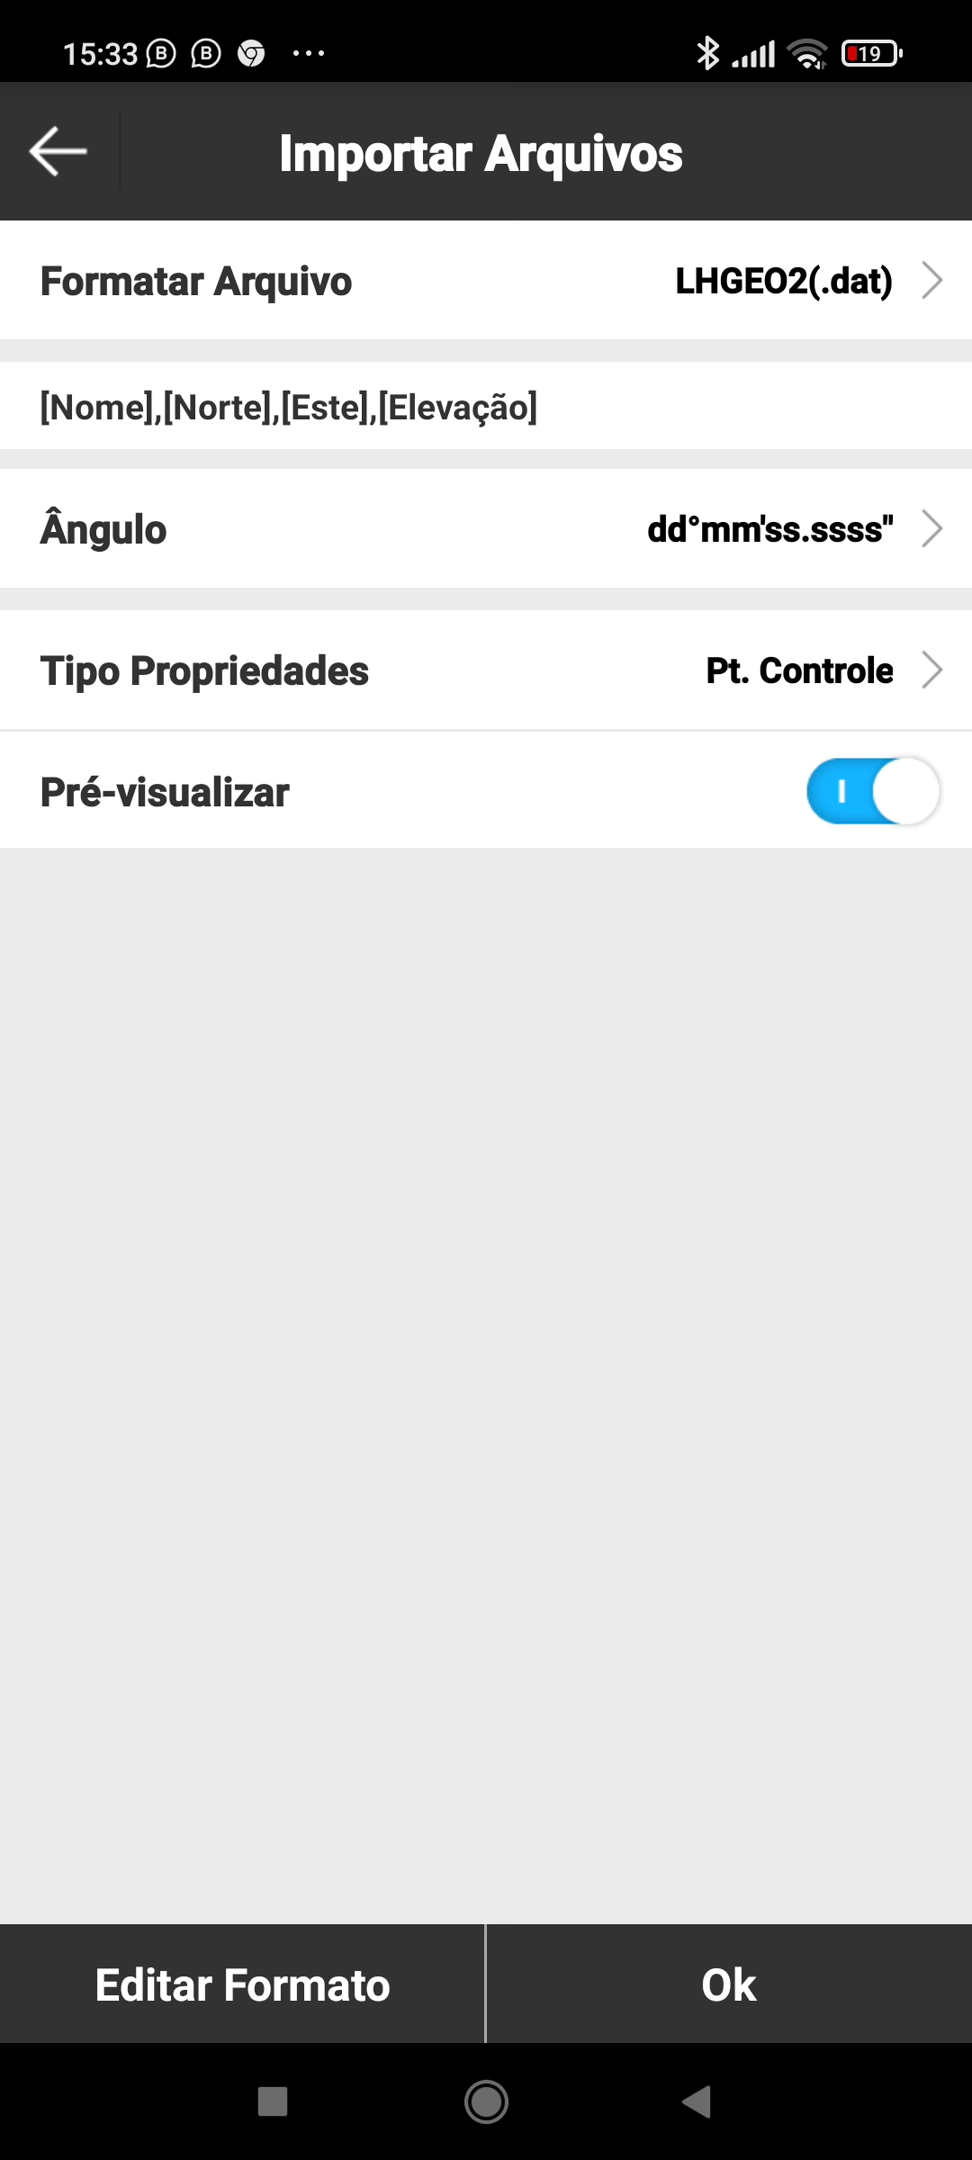 15:33
19
Importar Arquivos
Formatar Arquivo LHGEO2(.dat)
[Nome],[Norte],[Este],[Elevação]
Ângulo dd°mm'ss.ssss"
Tipo Propriedades Pt. Controle
Pré-visualizar
Editar Formato Ok